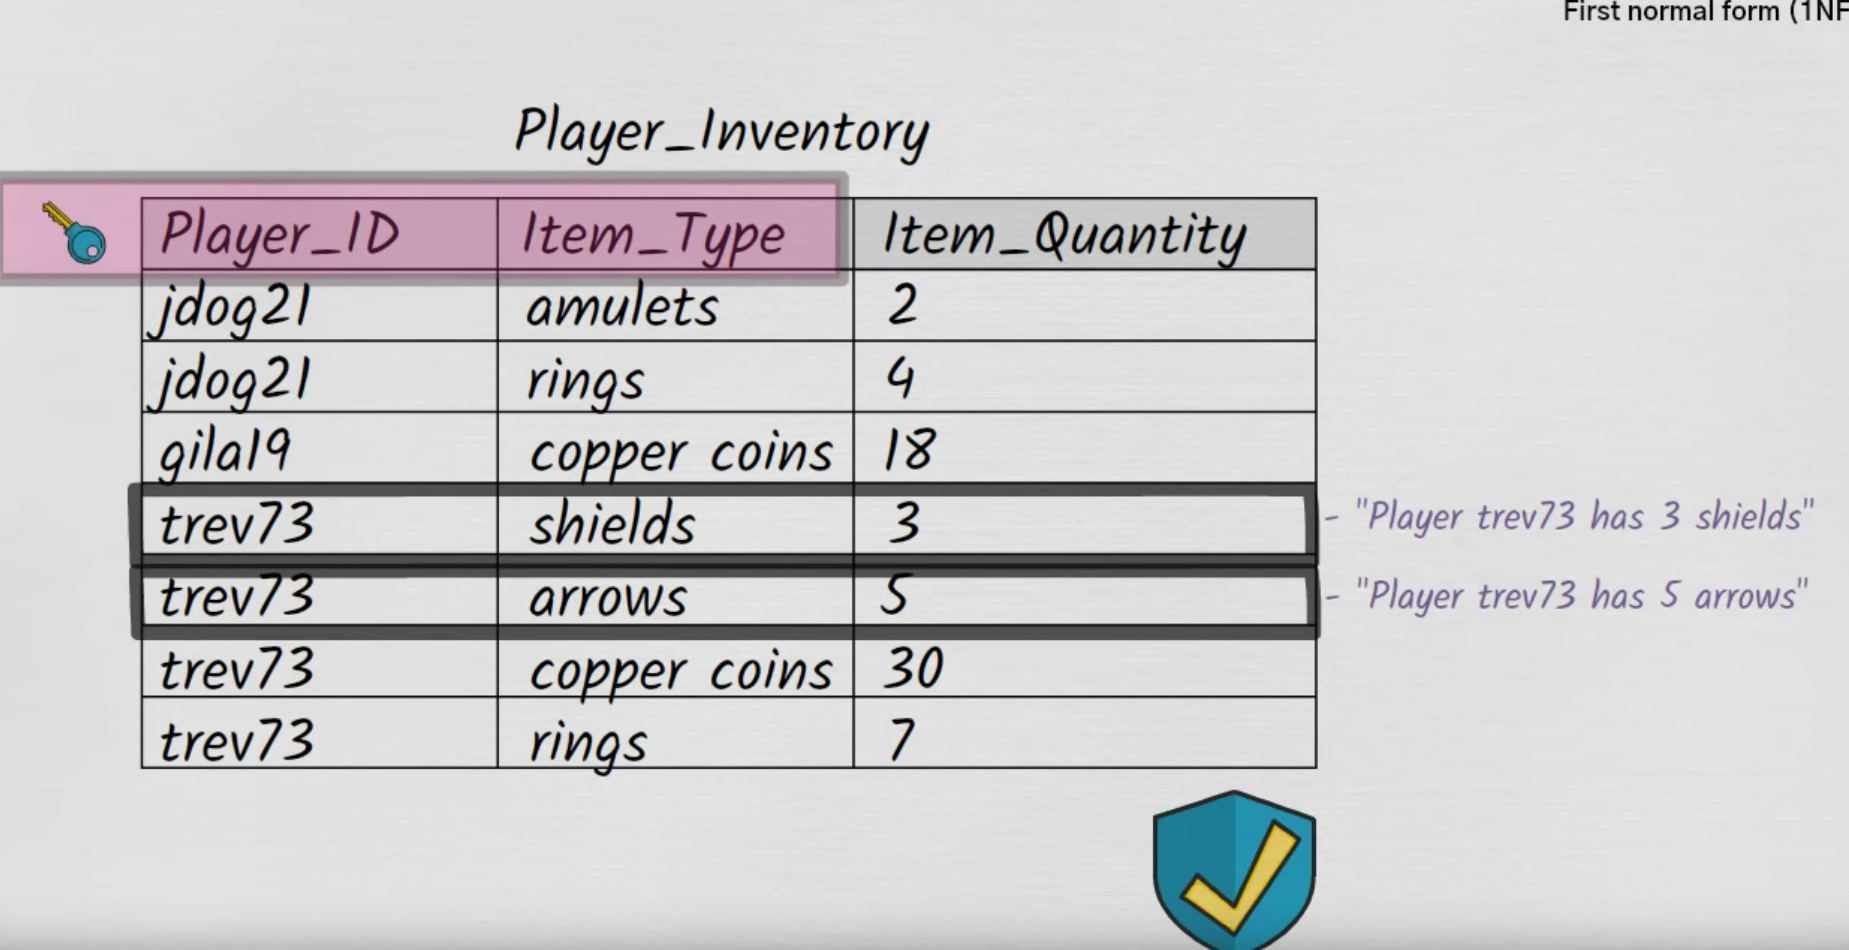 First normal form (1NF
Player_Inventory
Player_ID Item_Type Item_Quantity
jdog21 amulets 2
jdog21 rings 4
gila19 copper coins 18
trev73 shields 3 - "Player trev73 has 3 shields"
trev73 arrows 5 - "Player trev73 has 5 arrows"
trev73 copper coins 30
trev73 rings 7